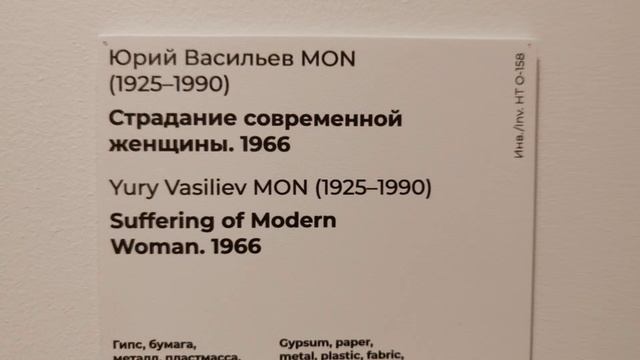 Юрий Васильев MON
(1925–1990)
Страдание современной
женщины. 1966
Yury Vasiliev MON (1925–1990)
Suffering of Modern
Woman. 1966
Гипс, бумага,
металл, пластмасса,
Gypsum, paper,
metal, plastic, fabric,
Инв./Inv. НТ О-158